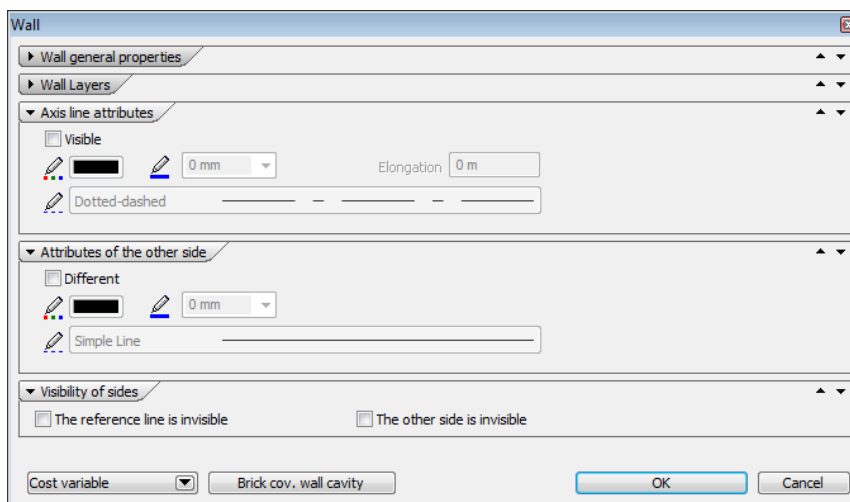 Wall
Wall general properties
Wall Layers
Axis line attributes
Visible
0 mm Elongation 0 m
Dotted-dashed
Attributes of the other side
Different
0 mm
Simple Line
Visibility of sides
The reference line is invisible The other side is invisible
Cost variable Brick cov. wall cavity OK Cancel